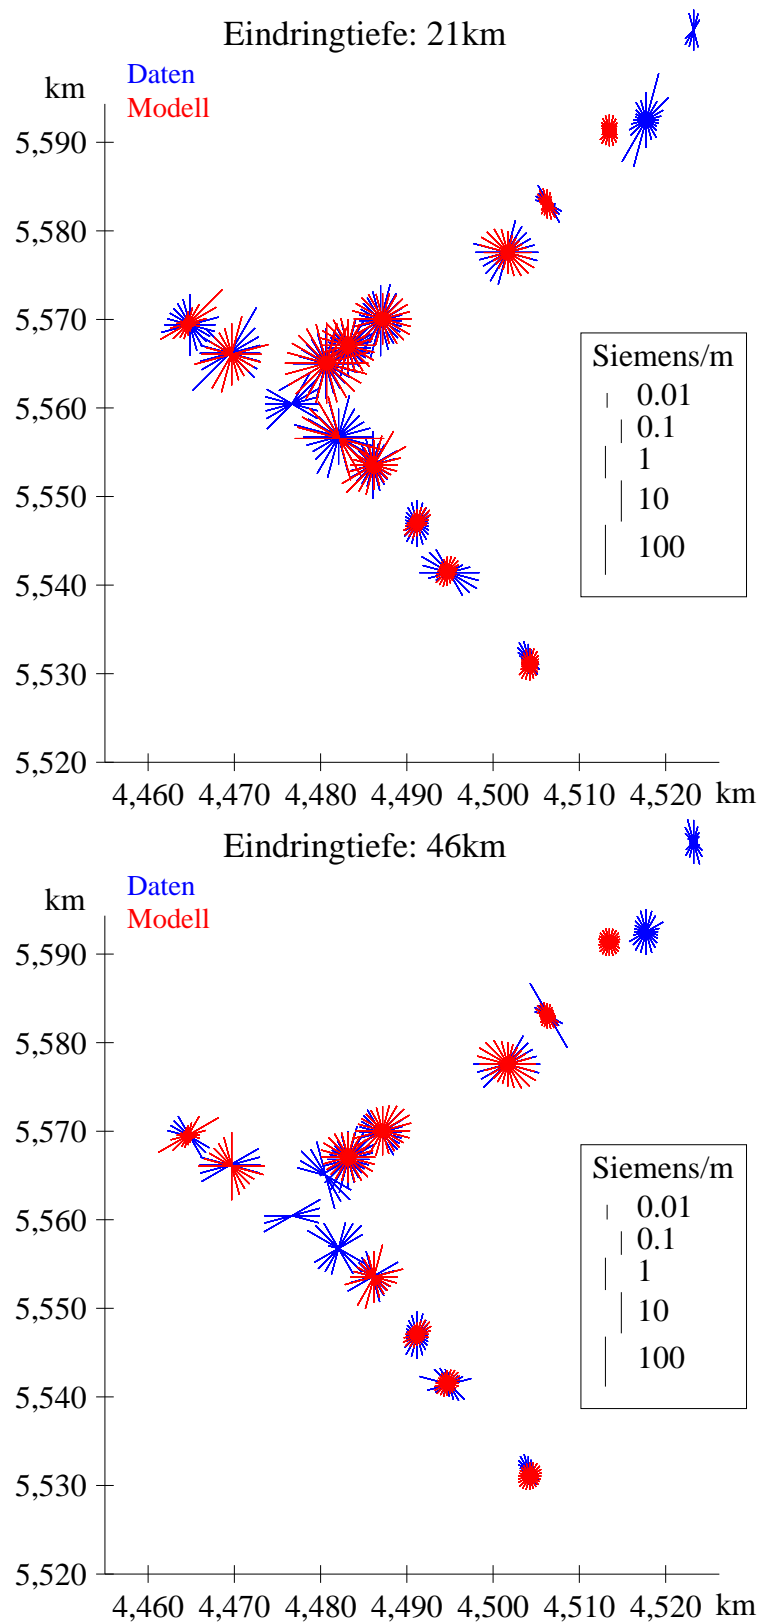 Eindringtiefe: 21km
Daten
km
Modell
5,590
5,580
5,570
Siemens/m
0.01
5,560
0.1
1
5,550
10
100
5,540
5,530
5,520
4,460 4,470 4,480 4,490 4,500 4,510 4,520 km
Eindringtiefe: 46km
Daten
km
Modell
5,590
5,580
5,570
Siemens/m
0.01
5,560
0.1
1
5,550
10
100
5,540
5,530
5,520
4,460 4,470 4,480 4,490 4,500 4,510 4,520 km